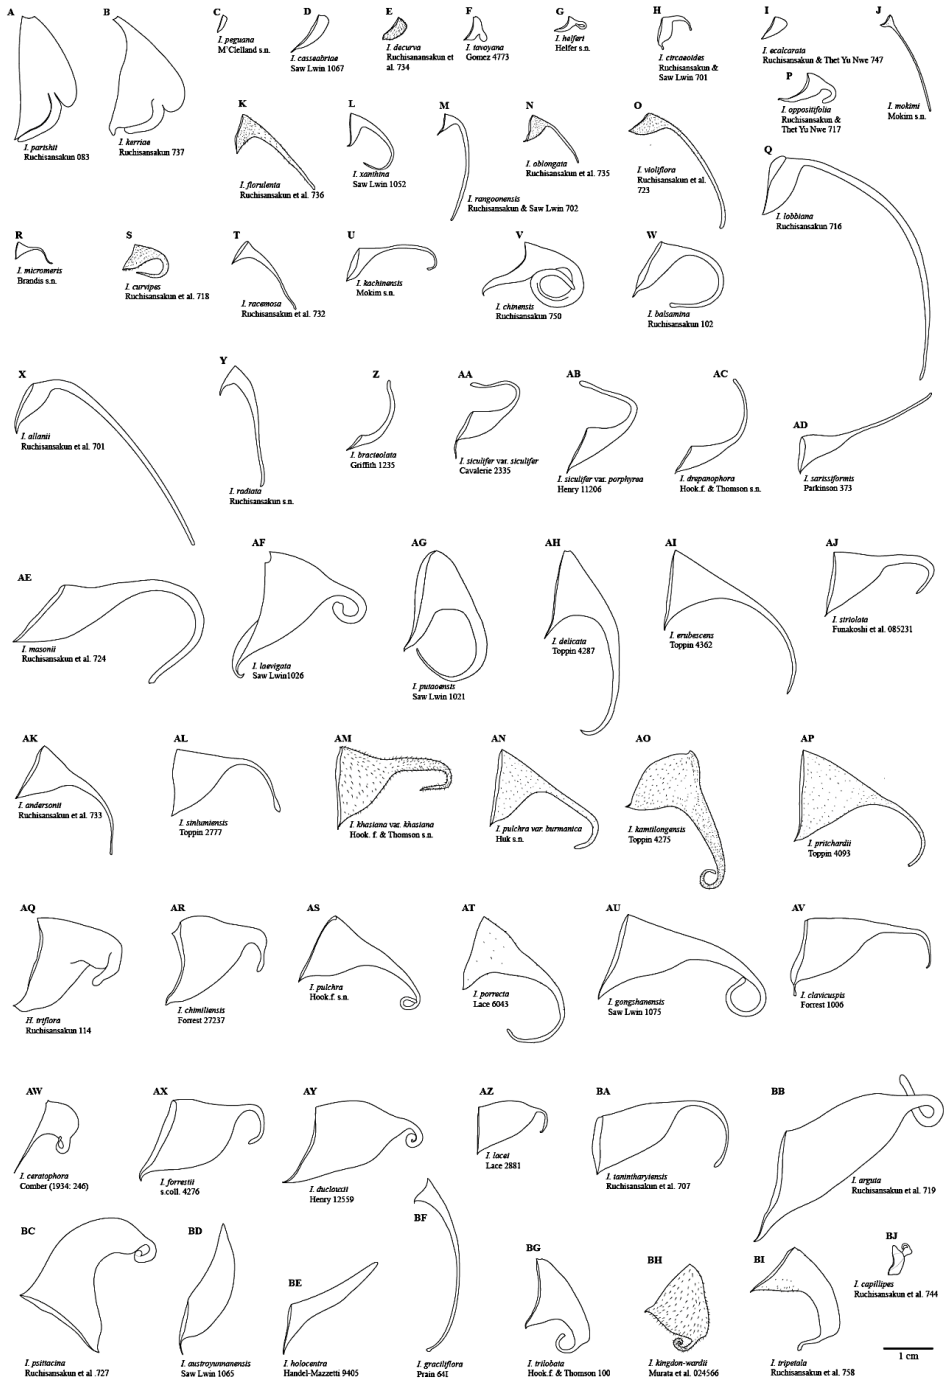 A
I. parishii
Ruchisansakun 083
B
I. kerriae
Ruchisansakun 737
C
I. peguana
M'Clelland s.n.
D
I. casseabriae
Saw Lwin 1067
E
I. decurva
Ruchisanansakun et
al. 734
F
I. tavoyana
Gomez 4773
G
I. helferi
Helfer s.n.
H
I. circaeoides
Ruchisansakun &
Saw Lwin 701
I
I. ecalcarata
Ruchisansakun & Thet Yu Nwe 747
J
I. mokimi
Mokim s.n.
K
I. florulenta
Ruchisansakun et al. 736
L
I. xanthina
Saw Lwin 1052
M
I. rangoonensis
Ruchisansakun & Saw Lwin 702
N
I. oblongata
Ruchisansakun et al. 735
O
I. violiflora
Ruchisansakun et al.
723
P
I. oppositifolia
Ruchisansakun &
Thet Yu Nwe 717
Q
I. lobbiana
Ruchisansakun 716
R
I. micromeris
Brandis s.n.
S
I. curvipes
Ruchisansakun et al. 718
T
I. racemosa
Ruchisansakun et al. 732
U
I. kachinensis
Mokim s.n.
V
I. chinensis
Ruchisansakun 750
W
I. balsamina
Ruchisansakun 102
X
I. allanii
Ruchisansakun et al. 701
Y
I. radiata
Ruchisansakun s.n.
Z
I. bracteolata
Griffith 1235
AA
I. siculifer var. siculifer
Cavalerie 2335
AB
I. siculifer var. porphyrea
Henry 11206
AC
I. drepanophora
Hook.f. & Thomson s.n.
AD
I. sarissiformis
Parkinson 373
AE
I. masonii
Ruchisansakun et al. 724
AF
I. laevigata
Saw Lwin1026
AG
I. putaoensis
Saw Lwin 1021
AH
I. delicata
Toppin 4287
AI
I. erubescens
Toppin 4362
AJ
I. striolata
Funakoshi et al. 085231
AK
I. andersonii
Ruchisansakun et al. 733
AL
I. sinlumiensis
Toppin 2777
AM
I. khasiana var. khasiana
Hook. f. & Thomson s.n.
AN
I. pulchra var. burmanica
Huk s.n.
AO
I. kamtilongensis
Toppin 4275
AP
I. pritchardii
Toppin 4093
AQ
H. triflora
Ruchisansakun 114
AR
I. chimiliensis
Forrest 27237
AS
I. pulchra
Hook.f. s.n.
AT
I. porrecta
Lace 6043
AU
I. gongshanensis
Saw Lwin 1075
AV
I. clavicuspis
Forrest 1006
AW
I. ceratophora
Comber (1934: 246)
AX
I. forrestii
s.coll. 4276
AY
I. duclouxii
Henry 12559
AZ
I. lacei
Lace 2881
BA
I. tanintharyiensis
Ruchisansakun et al. 707
BB
I. arguta
Ruchisansakun et al. 719
BC
I. psittacina
Ruchisansakun et al .727
BD
I. austroyunnanensis
Saw Lwin 1065
BE
I. holocentra
Handel-Mazzetti 9405
BF
I. graciliflora
Prain 641
BG
I. trilobata
Hook.f. & Thomson 100
BH
I. kingdon-wardii
Murata et al. 024566
BI
I. tripetala
Ruchisansakun et al. 758
BJ
I. capillipes
Ruchisansakun et al. 744
1 cm